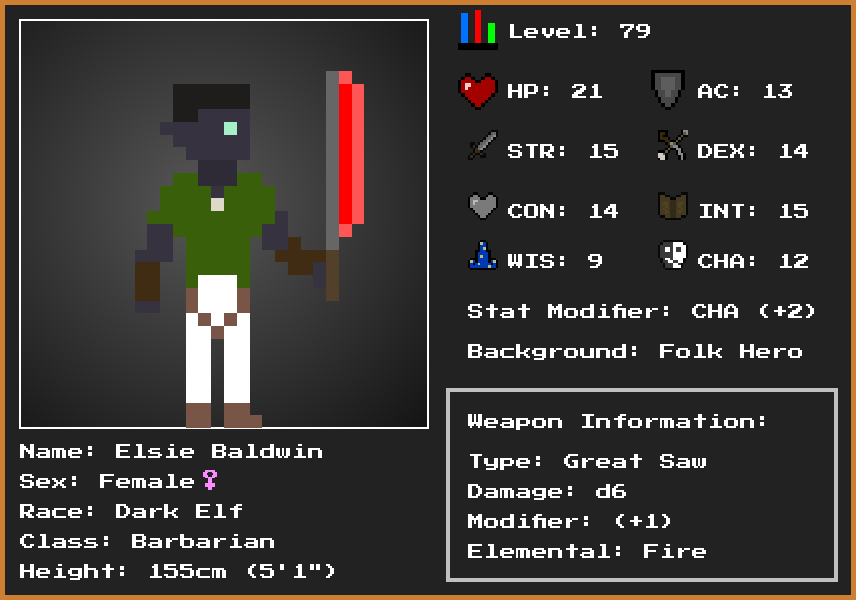 Level: 79
HP: 21
AC: 13
STR: 15
DEX: 14
CON: 14
INT: 15
WIS: 9
CHA: 12
Stat Modifier: CHA (+2)
Background: Folk Hero
Weapon Information:
Type: Great Saw
Damage: d6
Modifier: (+1)
Elemental: Fire
Name: Elsie Baldwin
Sex: Female♀
Race: Dark Elf
Class: Barbarian
Height: 155cm (5'1")